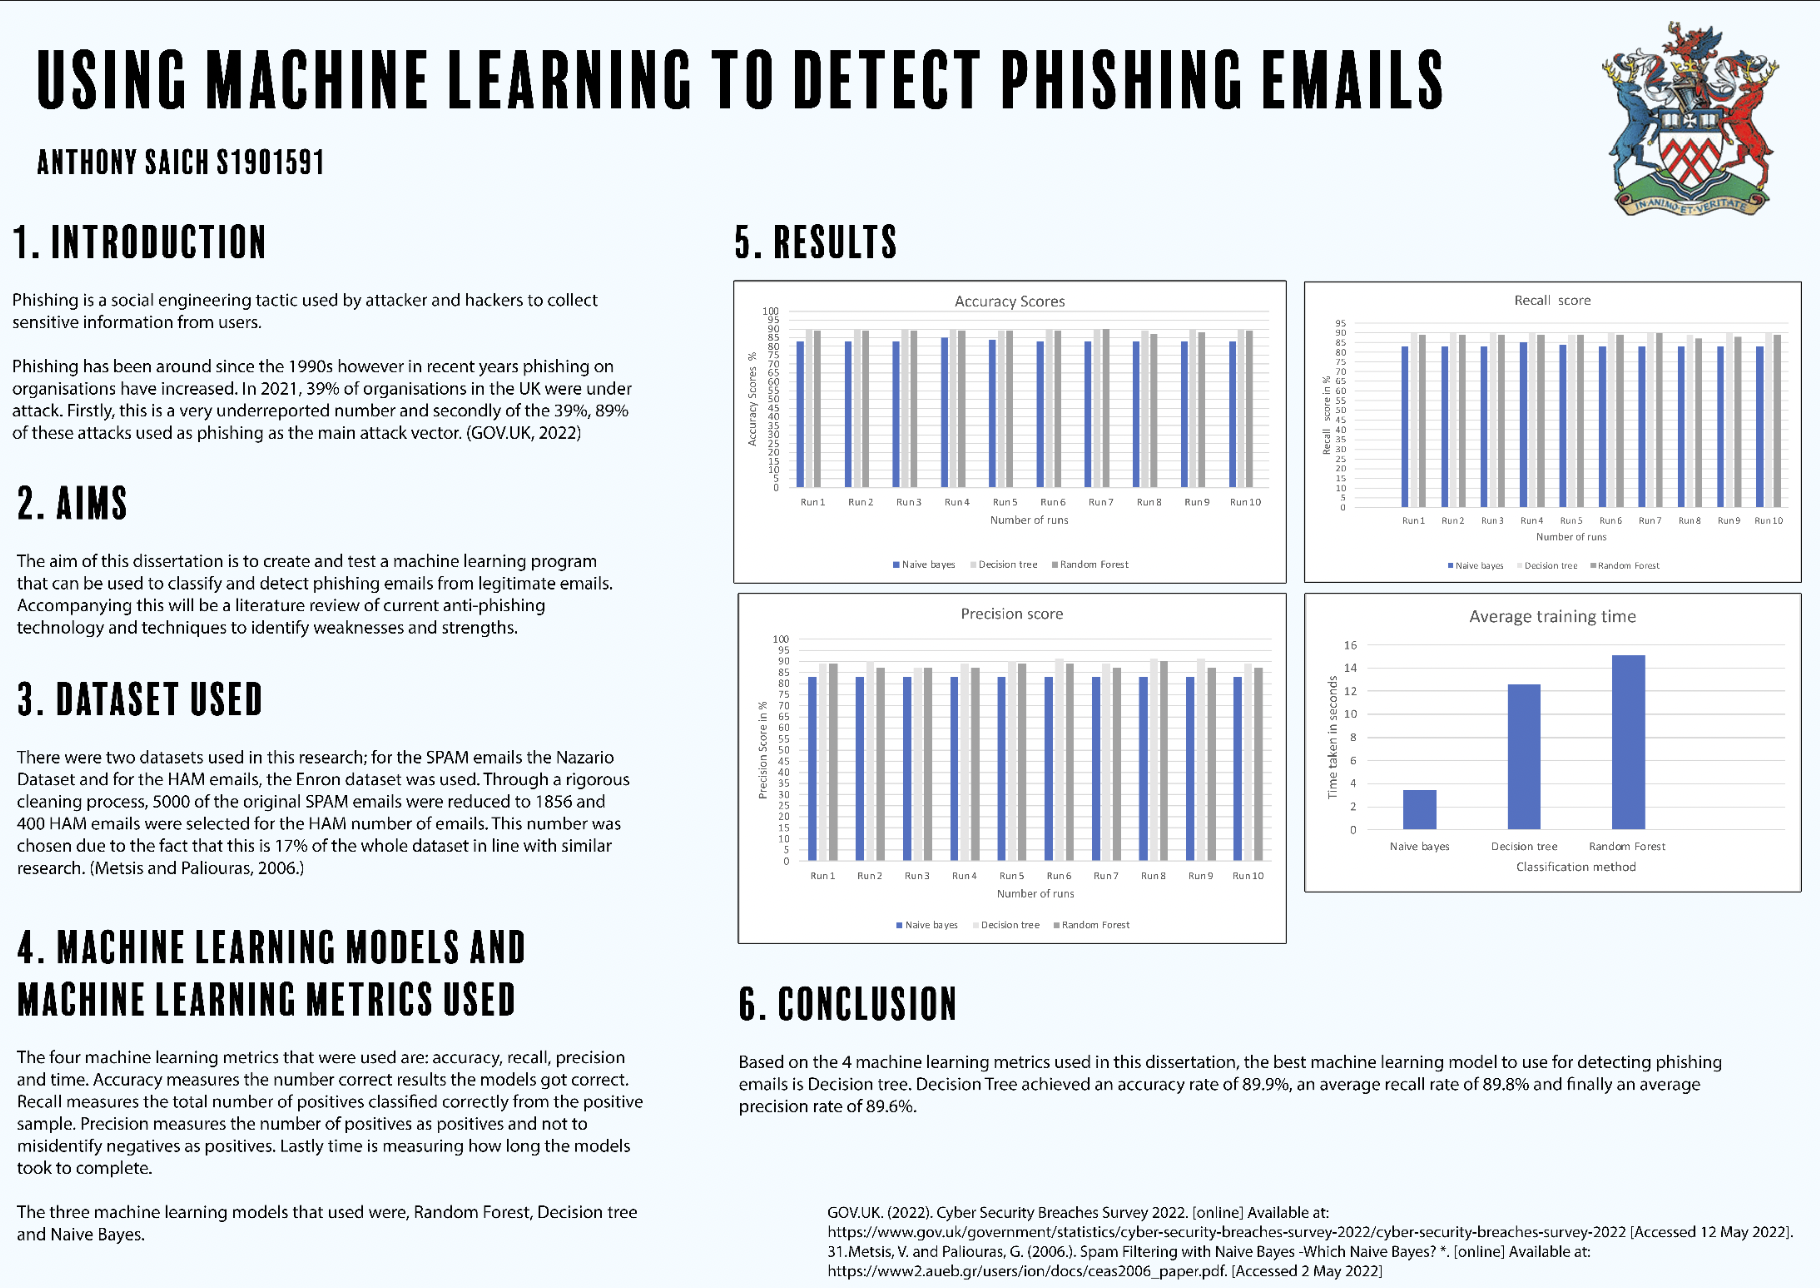 USING MACHINE LEARNING TO DETECT PHISHING EMAILS
ANTHONY SAICH S1901591
IN·ANIMO·ET·VERITATE
1. INTRODUCTION
Phishing is a social engineering tactic used by attacker and hackers to collect
sensitive information from users.
Phishing has been around since the 1990s however in recent years phishing on
organisations have increased. In 2021, 39% of organisations in the UK were under
attack. Firstly, this is a very underreported number and secondly of the 39%, 89%
of these attacks used as phishing as the main attack vector. (GOV.UK, 2022)
2. AIMS
The aim of this dissertation is to create and test a machine learning program
that can be used to classify and detect phishing emails from legitimate emails.
Accompanying this will be a literature review of current anti-phishing
technology and techniques to identify weaknesses and strengths.
3. DATASET USED
There were two datasets used in this research; for the SPAM emails the Nazario
Dataset and for the HAM emails, the Enron dataset was used. Through a rigorous
cleaning process, 5000 of the original SPAM emails were reduced to 1856 and
400 HAM emails were selected for the HAM number of emails. This number was
chosen due to the fact that this is 17% of the whole dataset in line with similar
research. (Metsis and Paliouras, 2006.)
4. MACHINE LEARNING MODELS AND
MACHINE LEARNING METRICS USED
The four machine learning metrics that were used are: accuracy, recall, precision
and time. Accuracy measures the number correct results the models got correct.
Recall measures the total number of positives classified correctly from the positive
sample. Precision measures the number of positives as positives and not to
misidentify negatives as positives. Lastly time is measuring how long the models
took to complete.
The three machine learning models that used were, Random Forest, Decision tree
and Naive Bayes.
5. RESULTS
Accuracy Scores
Accuracy Scores %
100
95
90
85
80
75
70
65
60
55
50
45
40
35
30
25
20
15
10
5
0
Run 1 Run 2 Run 3 Run 4 Run 5 Run 6 Run 7 Run 8 Run 9 Run 10
Number of runs
Naive bayes Decision tree Random Forest
Recall score
Recall score in %
95
90
85
80
75
70
65
60
55
50
45
40
35
30
25
20
15
10
5
0
Run 1 Run 2 Run 3 Run 4 Run 5 Run 6 Run 7 Run 8 Run 9 Run 10
Number of runs
Naive bayes Decision tree Random Forest
Precision score
Precision Score in %
100
95
90
85
80
75
70
65
60
55
50
45
40
35
30
25
20
15
10
5
0
Run 1 Run 2 Run 3 Run 4 Run 5 Run 6 Run 7 Run 8 Run 9 Run 10
Number of runs
Naive bayes Decision tree Random Forest
Average training time
Time taken in seconds
16
14
12
10
8
6
4
2
0
Naive bayes Decision tree Random Forest
Classification method
6. CONCLUSION
Based on the 4 machine learning metrics used in this dissertation, the best machine learning model to use for detecting phishing
emails is Decision tree. Decision Tree achieved an accuracy rate of 89.9%, an average recall rate of 89.8% and finally an average
precision rate of 89.6%.
GOV.UK. (2022). Cyber Security Breaches Survey 2022. [online] Available at:
https://www.gov.uk/government/statistics/cyber-security-breaches-survey-2022/cyber-security-breaches-survey-2022 [Accessed 12 May 2022].
31.Metsis, V. and Paliouras, G. (2006.). Spam Filtering with Naive Bayes -Which Naive Bayes? *. [online] Available at:
https://www2.aueb.gr/users/ion/docs/ceas2006_paper.pdf. [Accessed 2 May 2022]